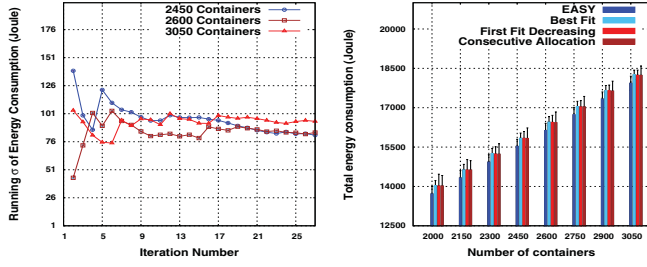 2450 Containers
2600 Containers
3050 Containers
Running σ of Energy Consumption (Joule)
176
151
126
101
76
51
26
1
1 5 9 13 17 21 25
Iteration Number
EASY
Best Fit
First Fit Decreasing
Consecutive Allocation
Total energy consumption (Joule)
20000
18500
17000
15500
14000
12500
2000 2150 2300 2450 2600 2750 2900 3050
Number of containers